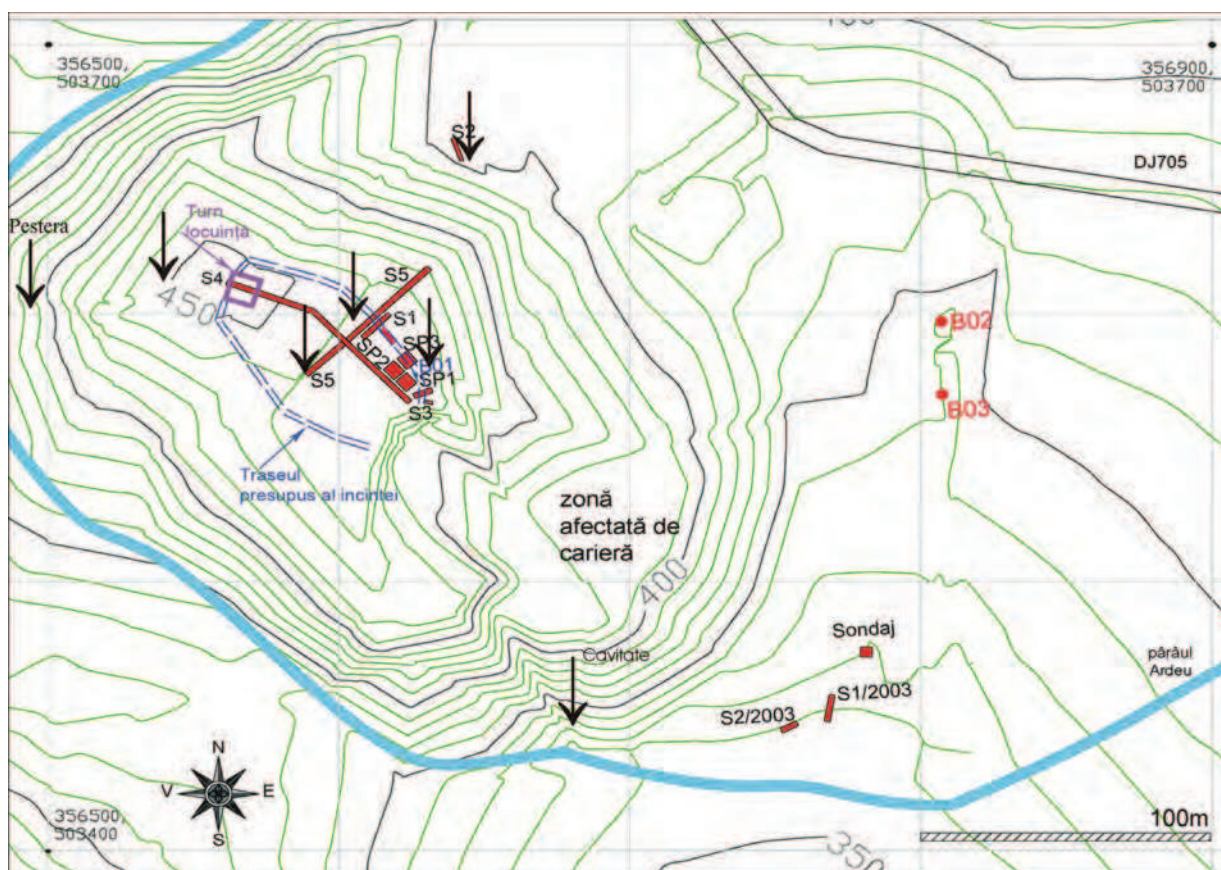 356500,
503700
356900,
503700
S2
DJ705
Pestera
Turn
locuință
S4
450
S5
S1
SP3
SP2
B01
SP1
S5
S3
B02
B03
Traseul
presupus al incintei
zonă
afectată de
carieră
400
Sondaj
Cavitate
pârâul
Ardeu
S1/2003
S2/2003
N
V
E
S
356500,
503400
100m
350